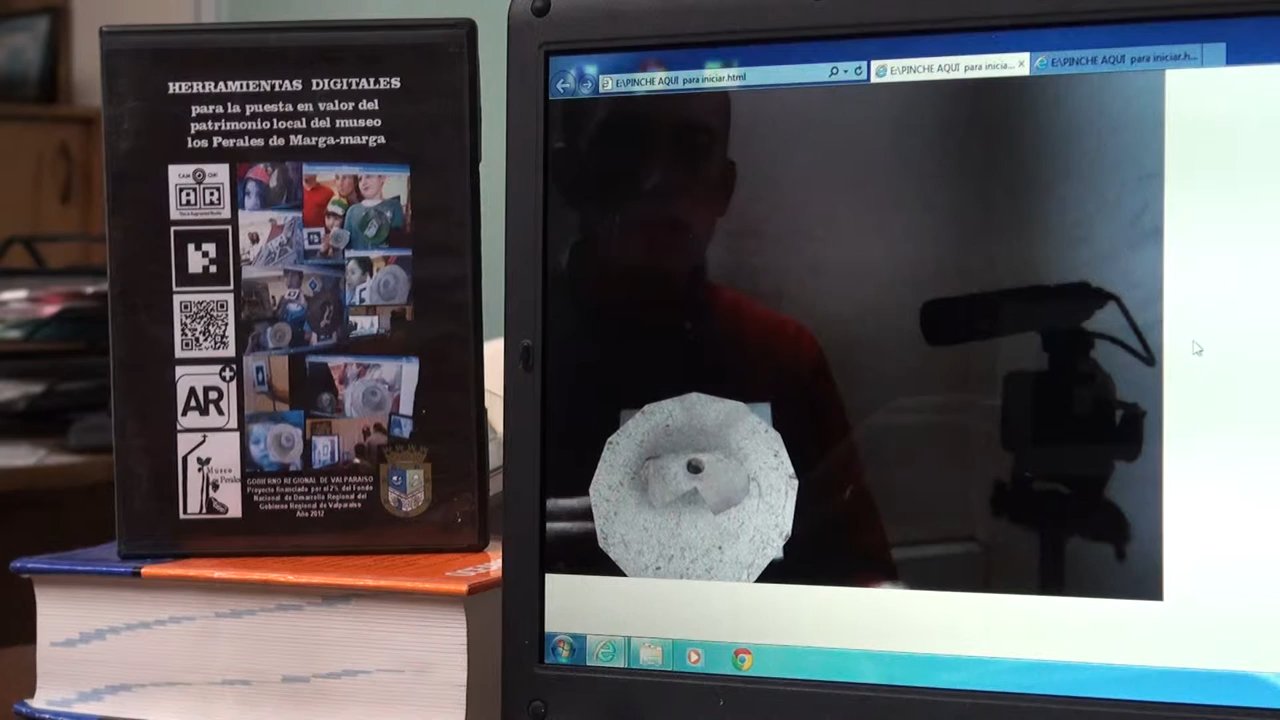 HERRAMIENTAS DIGITALES
para la puesta en valor del
patrimonio local del museo
los Perales de Marga-marga
AR
AR+
Museo
GOBIERNO REGIONAL DE VALPARAISO
Proyecto financiado por el 2% del Fondo
Nacional de Desarrollo Regional del
Gobierno Regional de Valparaíso
Año 2012
E:\PINCHE AQUI para iniciar.html
E:\PINCHE AQUI para inicia...
E:\PINCHE AQUI para iniciar.h...